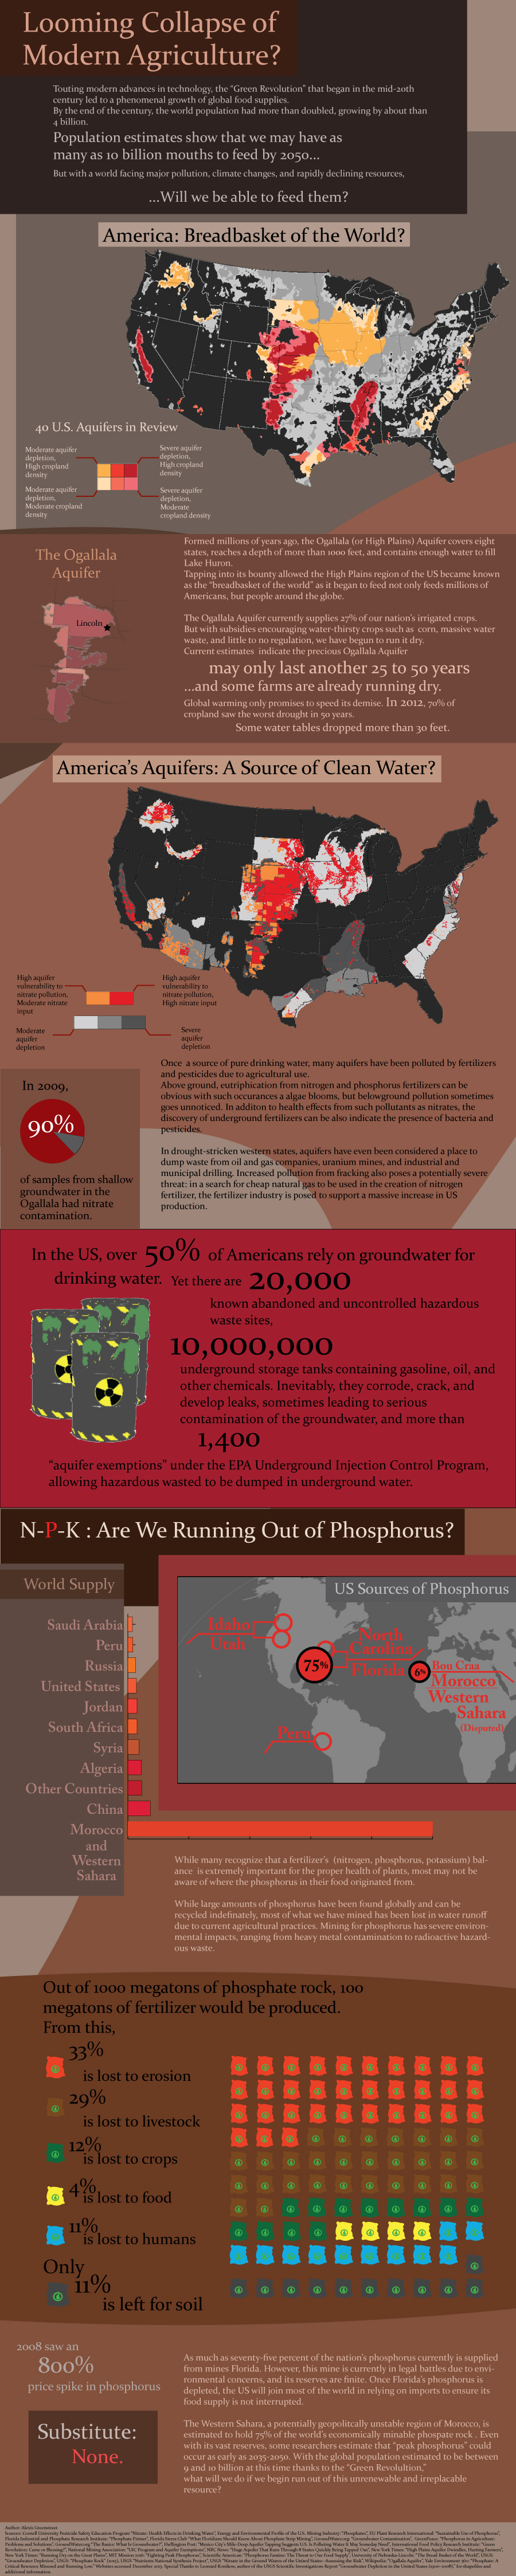 Looming Collapse of
Modern Agriculture?
Touting modern advances in technology, the “Green Revolution” that began in the mid-20th
century led to a phenomenal growth of global food supplies.
By the end of the century, the world population had more than doubled, growing by about than
4 billion.
Population estimates show that we may have as
many as 10 billion mouths to feed by 2050...
But with a world facing major pollution, climate changes, and rapidly declining resources,
...Will we be able to feed them?
America: Breadbasket of the World?
40 U.S. Aquifers in Review
Moderate aquifer
depletion,
High cropland
density
Severe aquifer
depletion,
High cropland
density
Moderate aquifer
depletion,
Moderate cropland
density
Severe aquifer
depletion,
Moderate
cropland density
The Ogallala
Aquifer
Lincoln
Formed millions of years ago, the Ogallala (or High Plains) Aquifer covers eight
states, reaches a depth of more than 1000 feet, and contains enough water to fill
Lake Huron.
Tapping into its bounty allowed the High Plains region of the US became known
as the “breadbasket of the world” as it began to feed not only feeds millions of
Americans, but people around the globe.
The Ogallala Aquifer currently supplies 27% of our nation's irrigated crops.
But with subsidies encouraging water-thirsty crops such as corn, massive water
waste, and little to no regulation, we have begun to run it dry.
Current estimates indicate the precious Ogallala Aquifer
may only last another 25 to 50 years
...and some farms are already running dry.
Global warming only promises to speed its demise. In 2012, 70% of
cropland saw the worst drought in 50 years.
Some water tables dropped more than 30 feet.
America's Aquifers: A Source of Clean Water?
High aquifer
vulnerability to
nitrate pollution,
Moderate nitrate
input
High aquifer
vulnerability to
nitrate pollution,
High nitrate input
Moderate
aquifer
depletion
Severe
aquifer
depletion
In 2009,
90%
of samples from shallow
groundwater in the
Ogallala had nitrate
contamination.
Once a source of pure drinking water, many aquifers have been polluted by fertilizers
and pesticides due to agricultural use.
Above ground, eutriphication from nitrogen and phosphorus fertilizers can be
obvious with such occurances a algae blooms, but belowground pollution sometimes
goes unnoticed. In additon to health effects from such pollutants as nitrates, the
discovery of underground fertilizers can be also indicate the presence of bacteria and
pesticides.
In drought-stricken western states, aquifers have even been considered a place to
dump waste from oil and gas companies, uranium mines, and industrial and
municipal drilling. Increased pollution from fracking also poses a potentially severe
threat: in a search for cheap natural gas to be used in the creation of nitrogen
fertilizer, the fertilizer industry is posed to support a massive increase in US
production.
In the US, over 50% of Americans rely on groundwater for
drinking water. Yet there are 20,000
known abandoned and uncontrolled hazardous
waste sites,
10,000,000
underground storage tanks containing gasoline, oil, and
other chemicals. Inevitably, they corrode, crack, and
develop leaks, sometimes leading to serious
contamination of the groundwater, and more than
1,400
“aquifer exemptions” under the EPA Underground Injection Control Program,
allowing hazardous wasted to be dumped in underground water.
N-P-K : Are We Running Out of Phosphorus?
World Supply
Saudi Arabia
Peru
Russia
United States
Jordan
South Africa
Syria
Algeria
Other Countries
China
Morocco
and
Western
Sahara
US Sources of Phosphorus
Idaho
Utah
North
Carolina
Florida
75%
6%
Bou Craa
Morocco
Western
Sahara
(Disputed)
Peru
While many recognize that a fertilizer's (nitrogen, phosphorus, potassium) bal-
ance is extremely important for the proper health of plants, most may not be
aware of where the phosphorus in their food originated from.
While large amounts of phosphorus have been found globally and can be
recycled indefinately, most of what we have mined has been lost in water runoff
due to current agricultural practices. Mining for phosphorus has severe environ-
mental impacts, ranging from heavy metal contamination to radioactive hazard-
ous waste.
Out of 1000 megatons of phosphate rock, 100
megatons of fertilizer would be produced.
From this,
33%
is lost to erosion
29%
is lost to livestock
12%
is lost to crops
4%
is lost to food
11%
is lost to humans
Only
11%
is left for soil
2008 saw an
800%
price spike in phosphorus
Substitute:
None.
As much as seventy-five percent of the nation's phosphorus currently is supplied
from mines Florida. However, this mine is currently in legal battles due to envi-
ronmental concerns, and its reserves are finite. Once Florida's phosphorus is
depleted, the US will join most of the world in relying on imports to ensure its
food supply is not interrupted.
The Western Sahara, a potentially geopolitcally unstable region of Morocco, is
estimated to hold 75% of the world's economically minable phospate rock . Even
with its vast reserves, some researchers estimate that “peak phosphorus” could
occur as early as 2035-2050. With the global population estimated to be between
9 and 10 billion at this time thanks to the “Green Revolultion,”
what will we do if we begin run out of this unrenewable and irreplacable
resource?
Author: Alexis Greenstreet